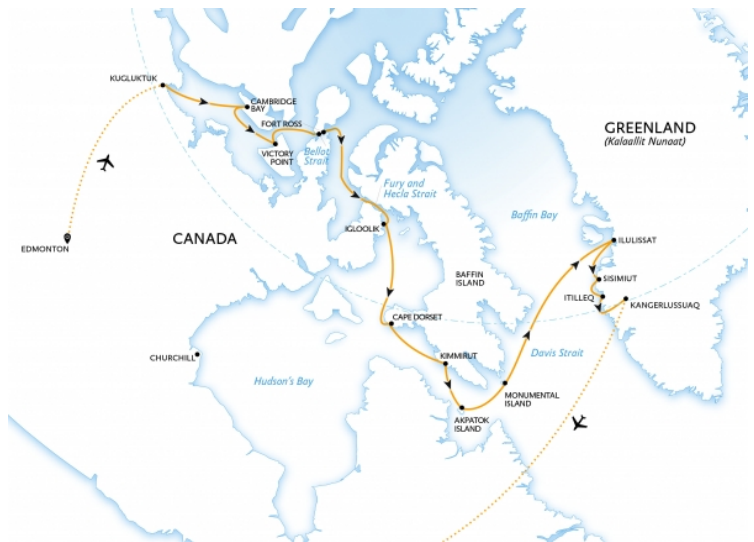 KUGLUKTUK
CAMBRIDGE
BAY
FORT ROSS
VICTORY
POINT
Bellot
Strait
GREENLAND
(Kalaallit Nunaat)
Fury and
Hecla Strait
Baffin Bay
IGLOOLIK
CANADA
EDMONTON
ILULISSAT
BAFFIN
ISLAND
SISIMIUT
ITILLEQ
KANGERLUSSUAQ
CAPE DORSET
CHURCHILL
KIMMIRUT
Davis Strait
Hudson's Bay
MONUMENTAL
ISLAND
AKPATOK
ISLAND